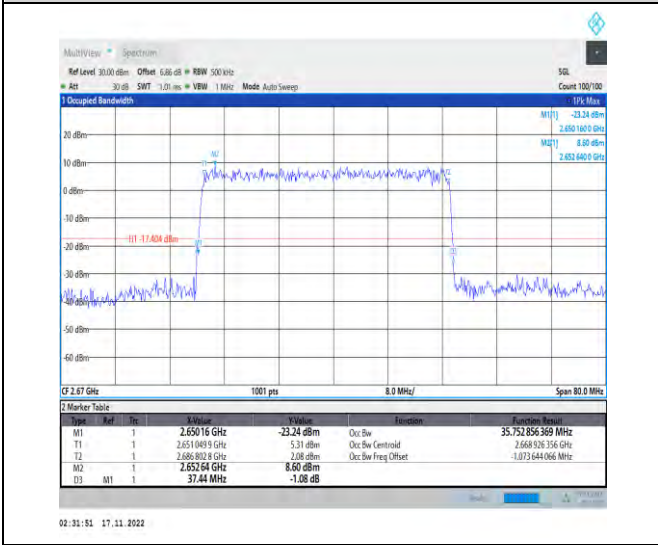 MultiView Spectrum
Ref Level 30.00 dBm Offset 6.86 dB RBW 500 kHz SGL
Att 30 dB SWT 1.01 ms VBW 1 MHz Mode Auto Sweep Count 100/100
1 Occupied Bandwidth 1Pk Max
M1[1] -23.24 dBm
2.650 160 0 GHz
M2[1] 8.60 dBm
2.652 640 0 GHz
20 dBm
M2
T1
T2
10 dBm
0 dBm
-10 dBm
H1 -17.404 dBm
-20 dBm
D3
-30 dBm
-40 dBm
-50 dBm
-60 dBm
CF 2.67 GHz 1001 pts 8.0 MHz/ Span 80.0 MHz
2 Marker Table
Type Ref Trc X-Value Y-Value Function Function Result
M1 1 2.650 16 GHz -23.24 dBm Occ Bw 35.752 856 369 MHz
T1 1 2.651 049 9 GHz 5.31 dBm Occ Bw Centroid 2.668 926 356 GHz
T2 1 2.686 802 8 GHz 2.08 dBm Occ Bw Freq Offset -1.073 644 066 MHz
M2 1 2.652 64 GHz 8.60 dBm
D3 M1 1 37.44 MHz -1.08 dB
02:31:51 17.11.2022